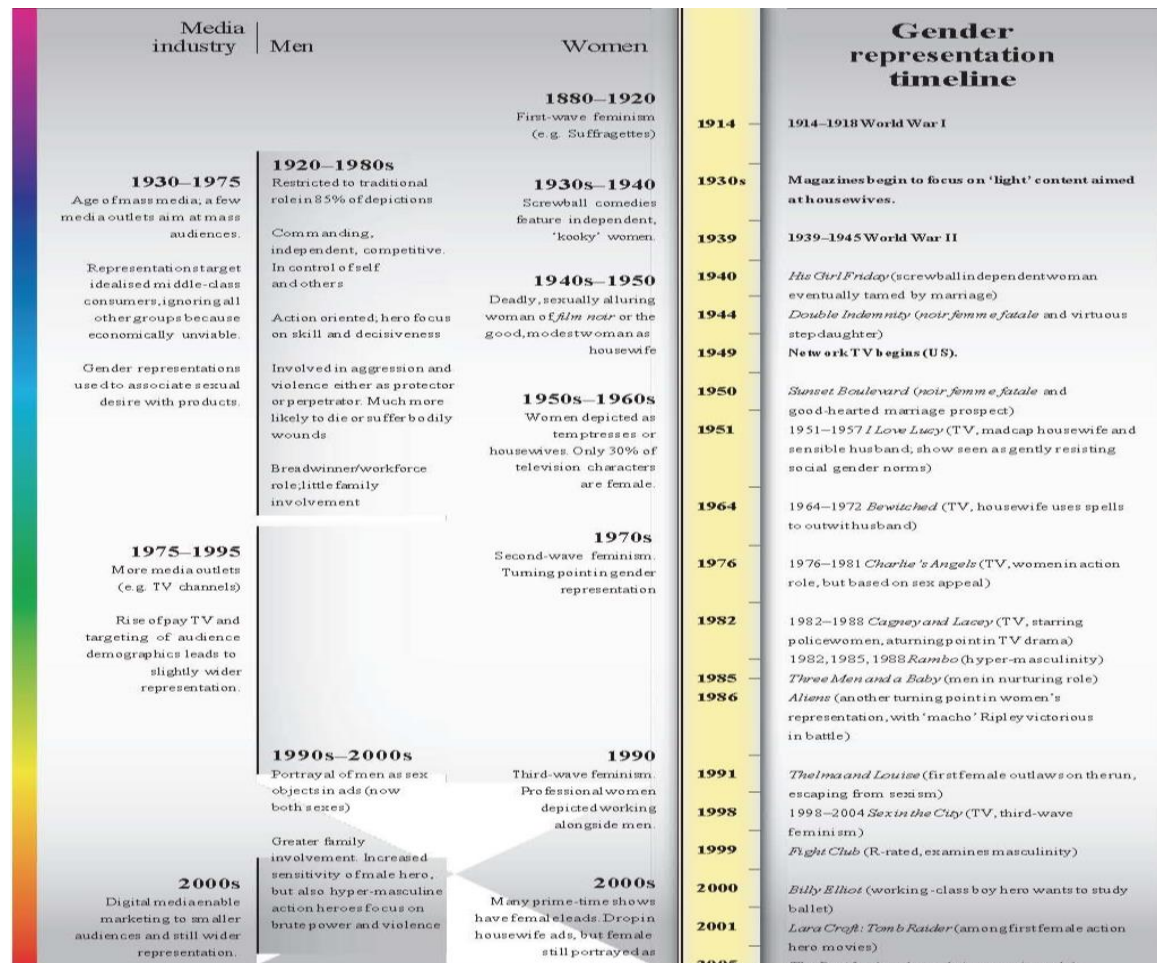 Media
industry
Men
Women
Gender
representation
timeline
1880–1920
First-wave feminism
(e.g. Suffragettes)
1914
1914–1918 World War I
1920–1980s
Restricted to traditional
role in 85% of depictions
Commanding,
independent, competitive.
In control of self
and others
Action oriented; hero focus
on skill and decisiveness
Involved in aggression and
violence either as protector
or perpetrator. Much more
likely to die or suffer bodily
wounds
Breadwinner/workforce
role; little family
involvement
1930–1975
Age of mass media; a few
media outlets aim at mass
audiences.
Representations target
idealised middle-class
consumers, ignoring all
other groups because
economically unviable.
Gender representations
used to associate sexual
desire with products.
1930s–1940
Screwball comedies
feature independent,
'kooky' women.
1940s–1950
Deadly, sexually alluring
woman of film noir or the
good, modest woman as
housewife
1950s–1960s
Women depicted as
temptresses or
housewives. Only 30% of
television characters
are female.
1970s
Second-wave feminism.
Turning point in gender
representation
1975–1995
More media outlets
(e.g. TV channels)
Rise of pay TV and
targeting of audience
demographics leads to
slightly wider
representation.
1990s–2000s
Portrayal of men as sex
objects in ads (now
both sexes)
Greater family
involvement. Increased
sensitivity of male hero,
but also hyper-masculine
action heroes focus on
brute power and violence
1990
Third-wave feminism.
Professional women
depicted working
alongside men.
2000s
Digital media enable
marketing to smaller
audiences and still wider
representation.
2000s
Many prime-time shows
have female leads. Drop in
housewife ads, but female
still portrayed as
1930s
Magazines begin to focus on 'light' content aimed
at housewives.
1939
1939–1945 World War II
1940
His Girl Friday (screwball independent woman
eventually tamed by marriage)
1944
Double Indemnity (noir femme fatale and virtuous
stepdaughter)
1949
Network TV begins (US).
1950
Sunset Boulevard (noir femme fatale and
good-hearted marriage prospect)
1951
1951–1957 I Love Lucy (TV, madcap housewife and
sensible husband; show seen as gently resisting
social gender norms)
1964
1964–1972 Bewitched (TV, housewife uses spells
to outwit husband)
1976
1976–1981 Charlie's Angels (TV, women in action
role, but based on sex appeal)
1982
1982–1988 Cagney and Lacey (TV, starring
policewomen, a turning point in TV drama)
1982, 1985, 1988 Rambo (hyper-masculinity)
1985
Three Men and a Baby (men in nurturing role)
1986
Aliens (another turning point in women's
representation, with 'macho' Ripley victorious
in battle)
1991
Thelma and Louise (first female outlaws on the run,
escaping from sexism)
1998
1998–2004 Sex in the City (TV, third-wave
feminism)
1999
Fight Club (R-rated, examines masculinity)
2000
Billy Elliot (working-class boy hero wants to study
ballet)
2001
Lara Croft: Tomb Raider (among first female action
hero movies)